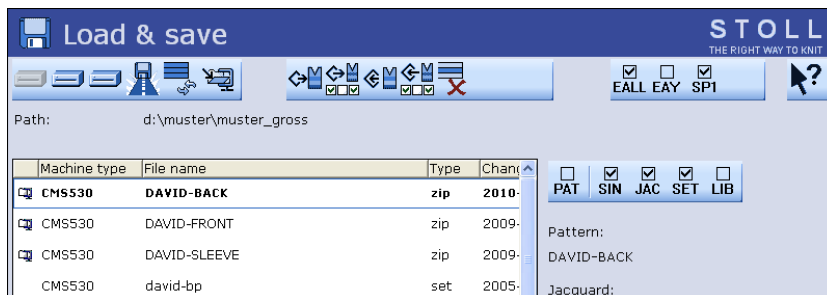 Load & save
STOLL
THE RIGHT WAY TO KNIT
EALL EAY SP1
?
Path: d:\muster\muster_gross
Machine type File name Type Chang
CMS530 DAVID-BACK zip 2010-
CMS530 DAVID-FRONT zip 2009-
CMS530 DAVID-SLEEVE zip 2009-
CMS530 david-bp set 2005-
PAT SIN JAC SET LIB
Pattern:
DAVID-BACK
Jacquard: